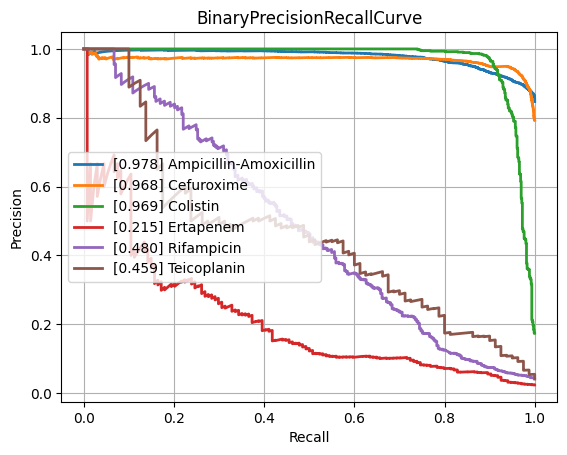 BinaryPrecisionRecallCurve
1.0
0.8
0.6
0.4
0.2
0.0
Precision
[0.978] Ampicillin-Amoxicillin
[0.968] Cefuroxime
[0.969] Colistin
[0.215] Ertapenem
[0.480] Rifampicin
[0.459] Teicoplanin
0.0 0.2 0.4 0.6 0.8 1.0
Recall